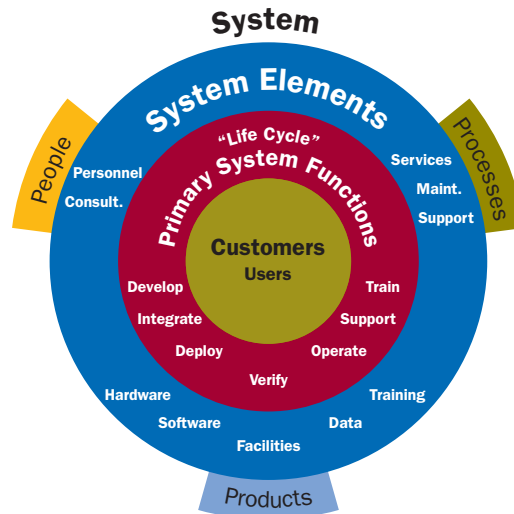 System
System Elements
"Life Cycle"
Primary System Functions
Customers
Users
People
Personnel
Consult.
Processes
Services
Maint.
Support
Develop
Integrate
Deploy
Verify
Operate
Support
Train
Hardware
Software
Facilities
Data
Training
Products